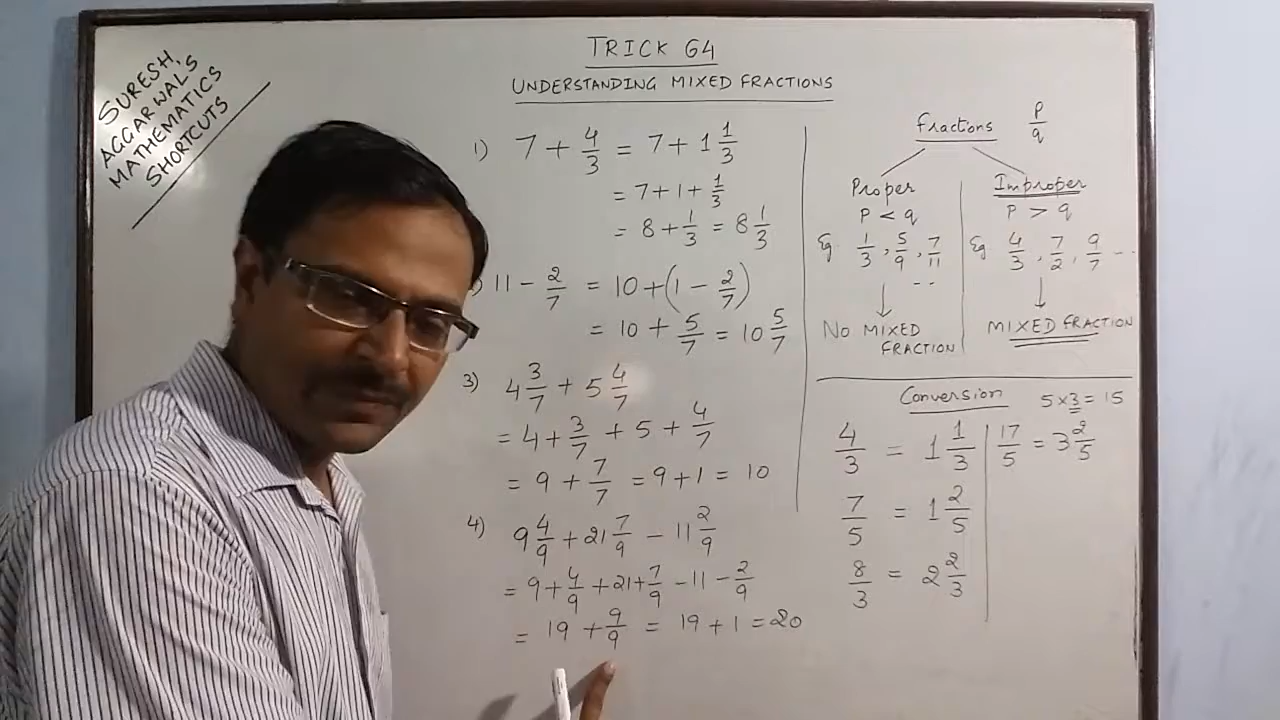 SURESH
AGGARWAL'S
MATHEMATICS
SHORTCUTS
TRICK 64
UNDERSTANDING MIXED FRACTIONS
1) 7 + 4/3 = 7 + 1 1/3
= 7 + 1 + 1/3
= 8 + 1/3 = 8 1/3
) 11 - 2/7 = 10 + (1 - 2/7)
= 10 + 5/7 = 10 5/7
3) 4 3/7 + 5 4/7
= 4 + 3/7 + 5 + 4/7
= 9 + 7/7 = 9 + 1 = 10
4) 9 4/9 + 21 7/9 - 11 2/9
= 9 + 4/9 + 21 + 7/9 - 11 - 2/9
= 19 + 9/9 = 19 + 1 = 20
Fractions P/q
Proper
P < q
Eg. 1/3, 5/9, 7/11 --
NO MIXED
FRACTION
Improper
P > q
Eg 4/3, 7/2, 9/7 ---
MIXED FRACTION
Conversion 5 x 3 = 15
4/3 = 1 1/3
7/5 = 1 2/5
8/3 = 2 2/3
17/5 = 3 2/5